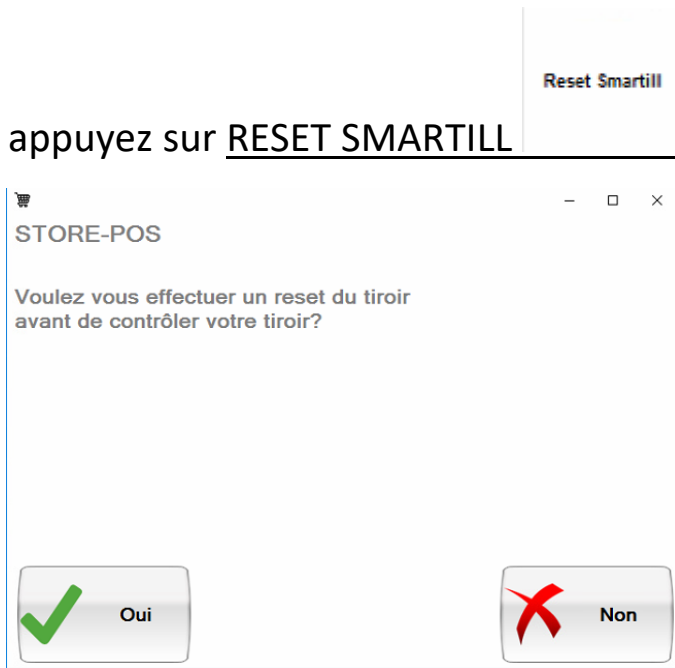 Reset Smartill
appuyez sur RESET SMARTILL
STORE-POS
Voulez vous effectuer un reset du tiroir
avant de contrôler votre tiroir?
Oui
Non